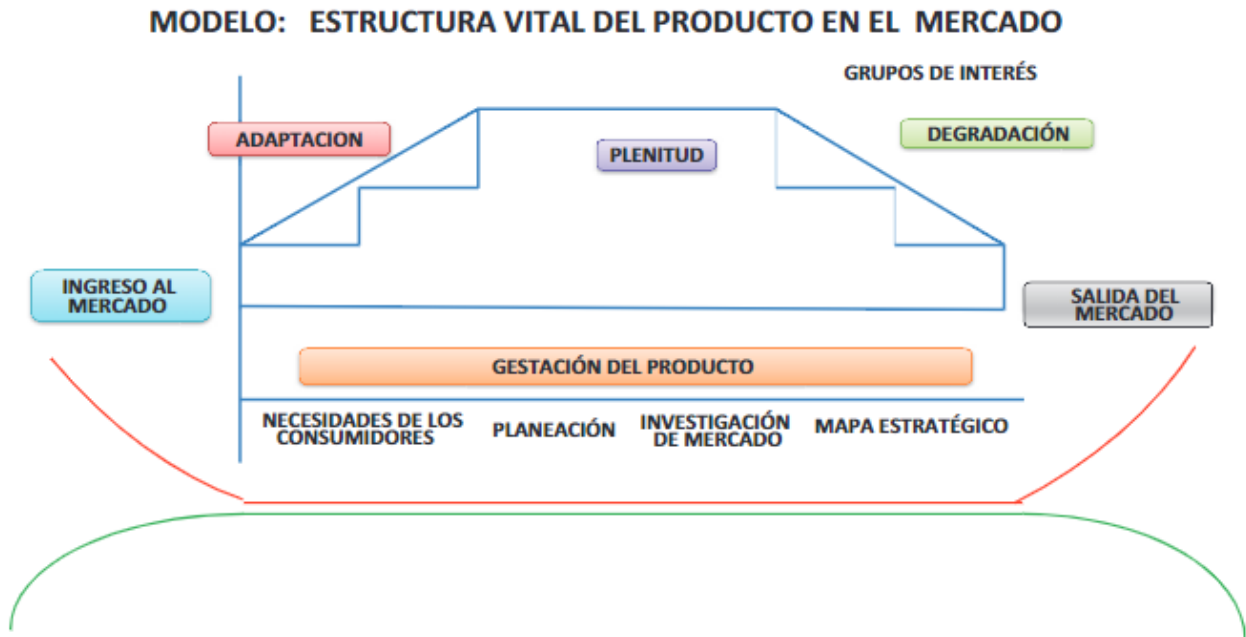 MODELO: ESTRUCTURA VITAL DEL PRODUCTO EN EL MERCADO
GRUPOS DE INTERÉS
ADAPTACION
PLENITUD
DEGRADACIÓN
INGRESO AL
MERCADO
SALIDA DEL
MERCADO
GESTACIÓN DEL PRODUCTO
NECESIDADES DE LOS
CONSUMIDORES
PLANEACIÓN
INVESTIGACIÓN
DE MERCADO
MAPA ESTRATÉGICO